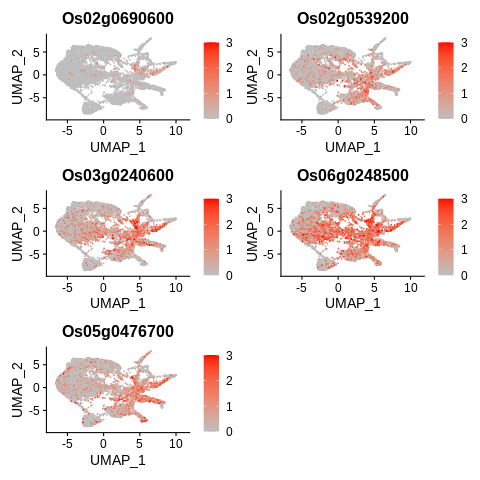 Os02g0690600 Os02g0539200
5 3 5 3
UMAP_2 0 2 UMAP_2 0 2
-5 1 -5 1
0 0
-5 0 5 10 -5 0 5 10
UMAP_1 UMAP_1
Os03g0240600 Os06g0248500
5 3 5 3
UMAP_2 0 2 UMAP_2 0 2
-5 1 -5 1
0 0
-5 0 5 10 -5 0 5 10
UMAP_1 UMAP_1
Os05g0476700
5 3
UMAP_2 0 2
-5 1
0
-5 0 5 10
UMAP_1